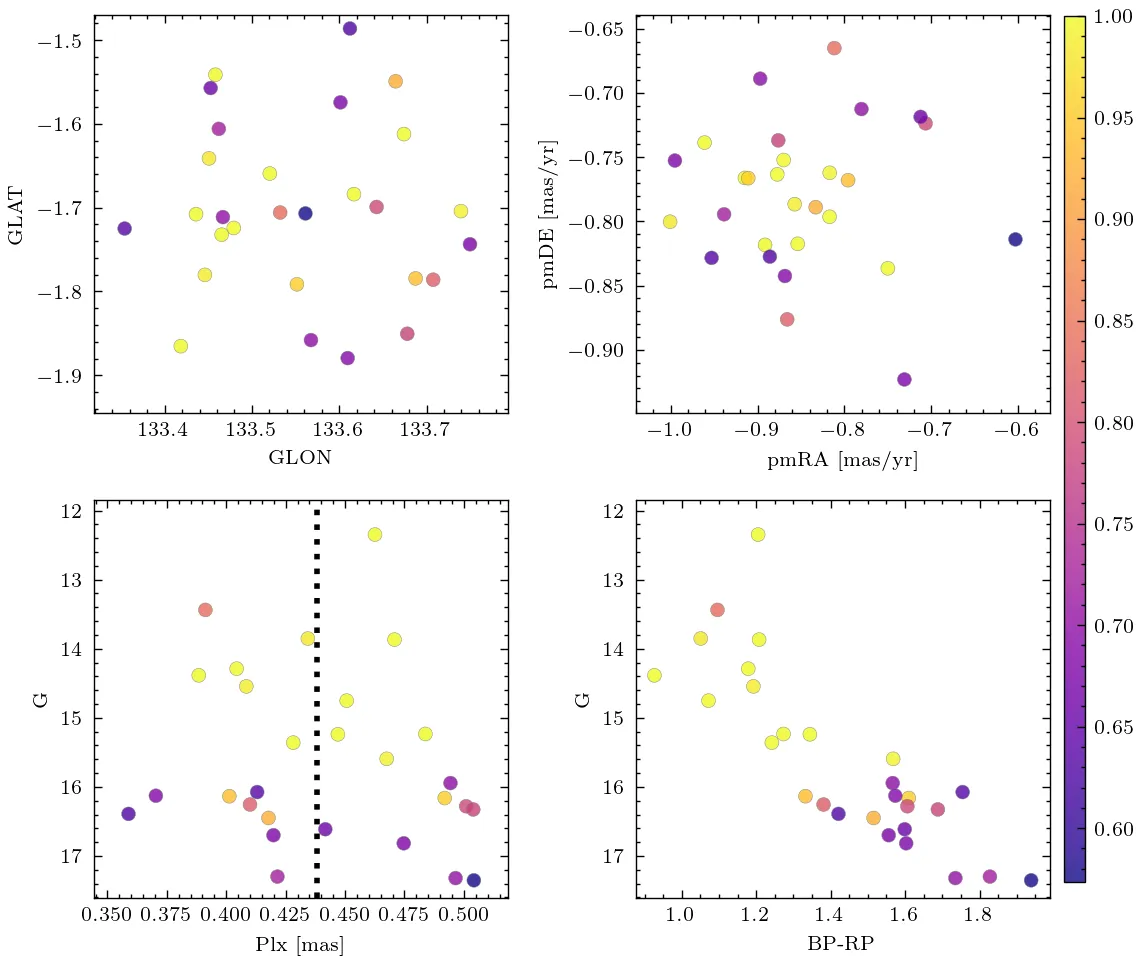 −1.5
−1.6
−1.7
−1.8
−1.9
GLAT
133.4 133.5 133.6 133.7
GLON
−0.65
−0.70
−0.75
−0.80
−0.85
−0.90
pmDE [mas/yr]
−1.0 −0.9 −0.8 −0.7 −0.6
pmRA [mas/yr]
12
13
14
15
16
17
G
0.350 0.375 0.400 0.425 0.450 0.475 0.500
Plx [mas]
12
13
14
15
16
17
G
1.0 1.2 1.4 1.6 1.8
BP-RP
1.00
0.95
0.90
0.85
0.80
0.75
0.70
0.65
0.60